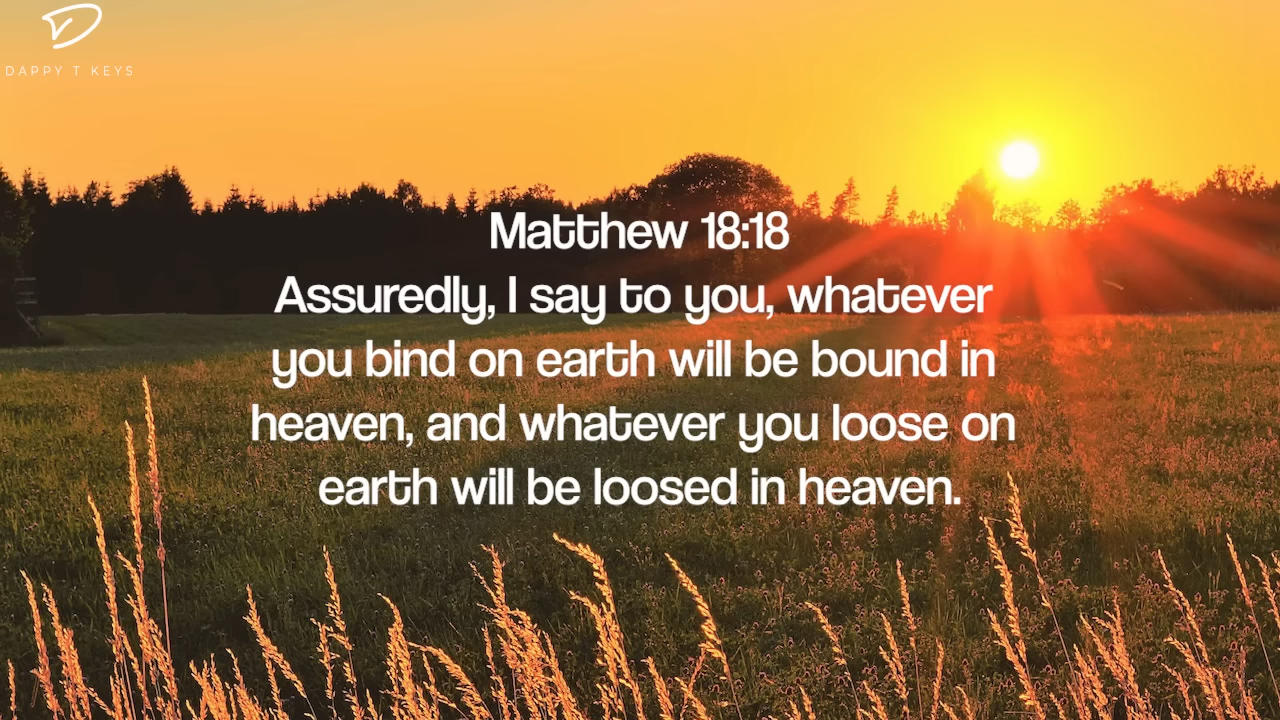 DAPPY T KEYS
Matthew 18:18
Assuredly, I say to you, whatever
you bind on earth will be bound in
heaven, and whatever you loose on
earth will be loosed in heaven.